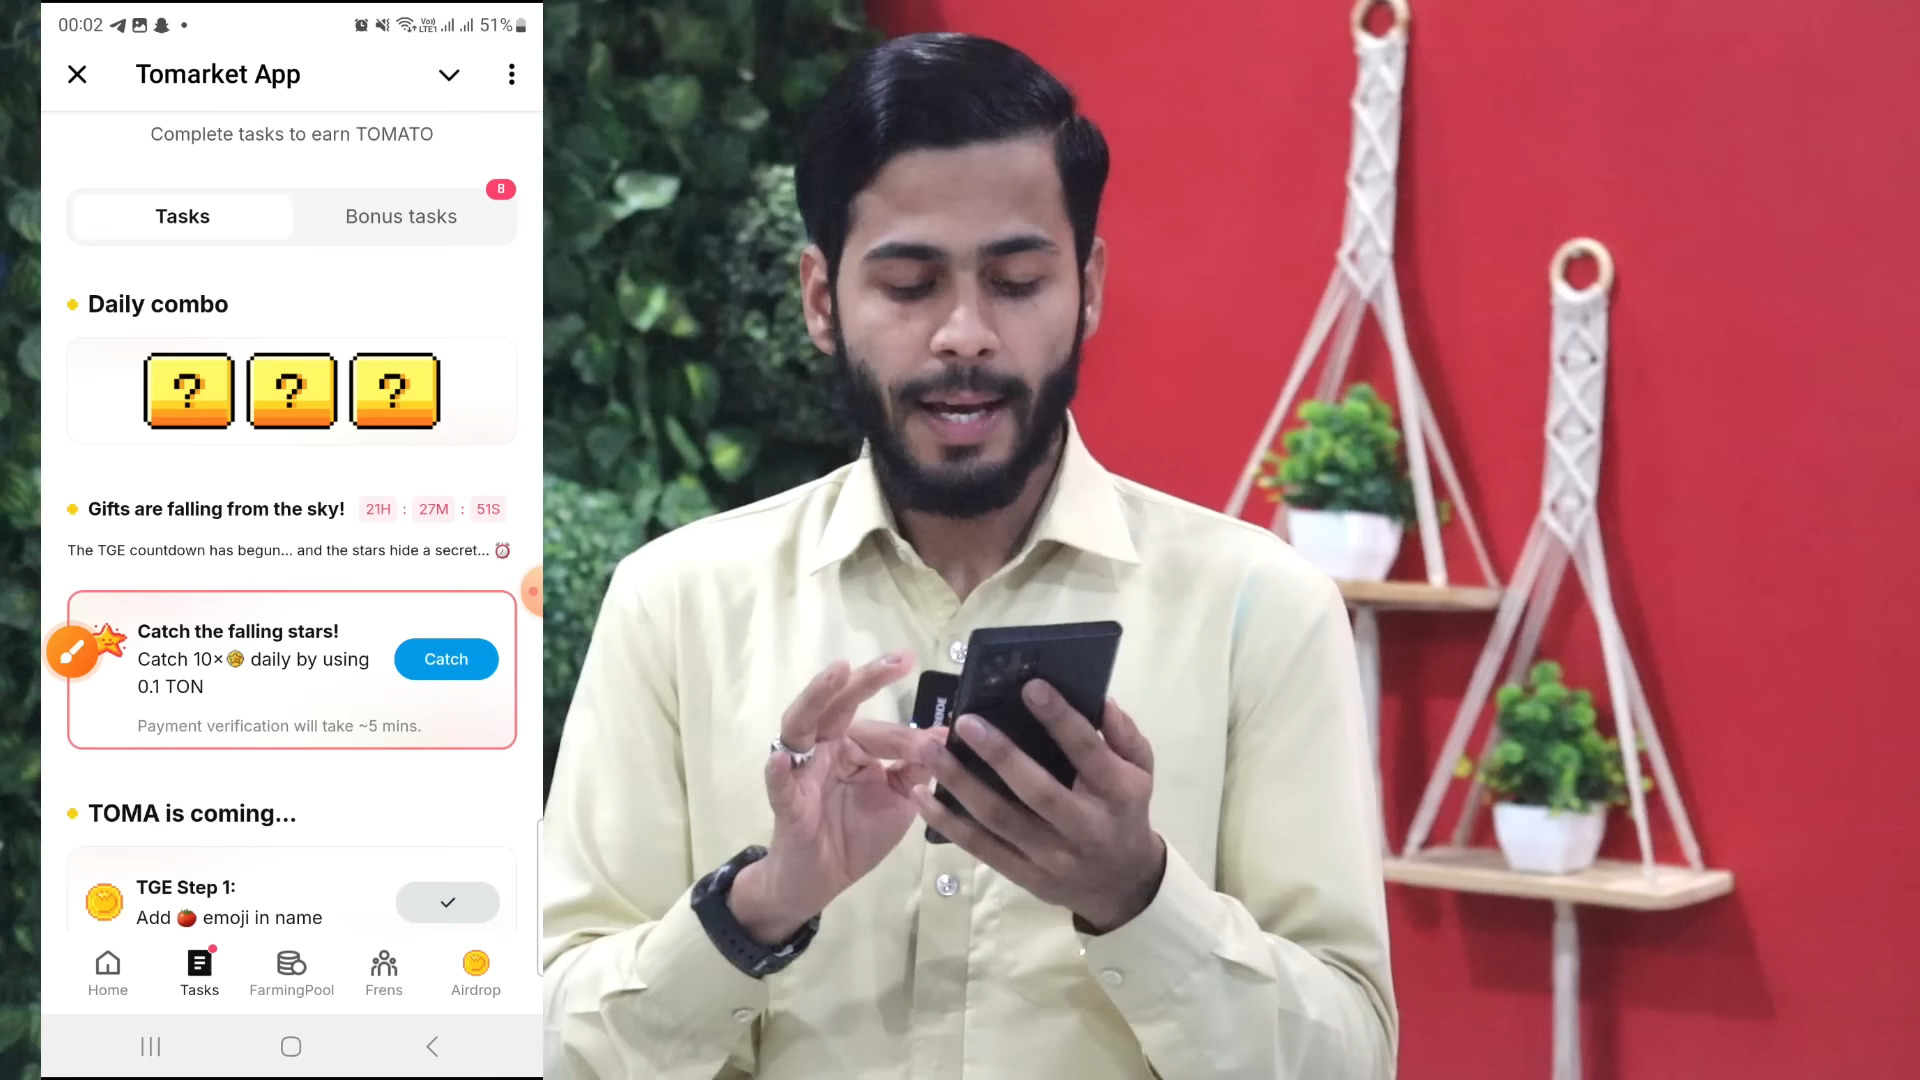 00:02
Vo))
LTE1
51%
Tomarket App
Complete tasks to earn TOMATO
8
Tasks
Bonus tasks
Daily combo
? ? ?
Gifts are falling from the sky! 21H : 27M : 51S
The TGE countdown has begun... and the stars hide a secret... ⏰
Catch the falling stars!
Catch 10× daily by using
0.1 TON
Catch
Payment verification will take ~5 mins.
TOMA is coming...
TGE Step 1:
Add 🍅 emoji in name
Home
Tasks
FarmingPool
Frens
Airdrop